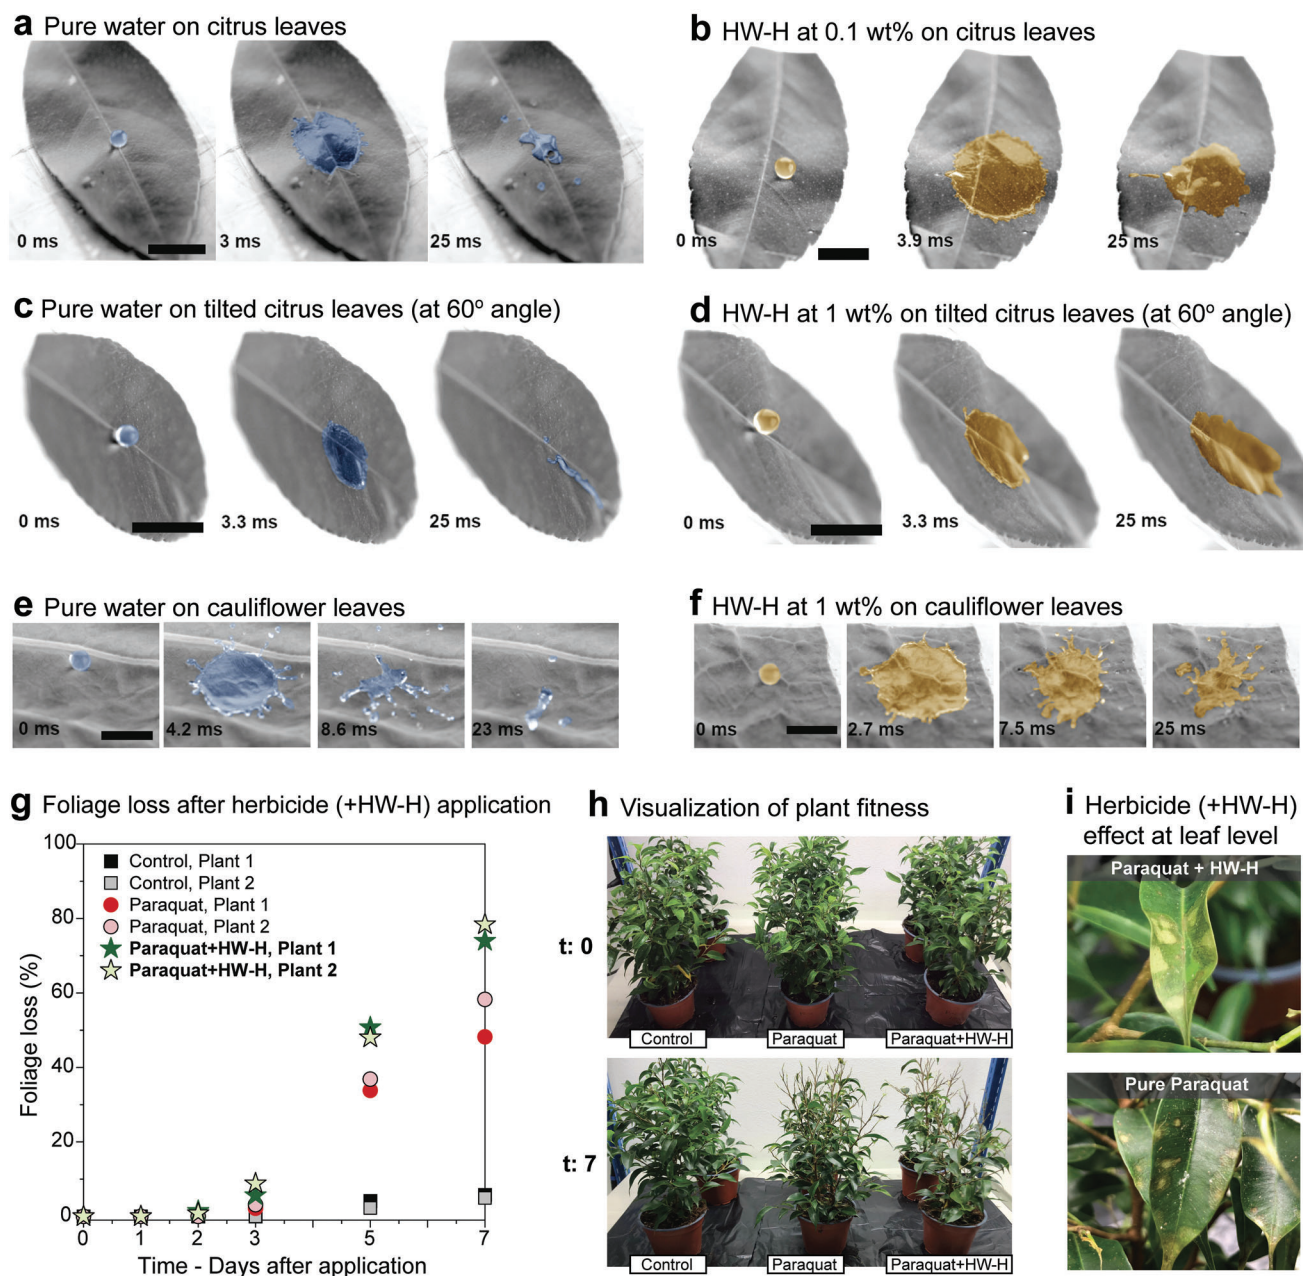 a Pure water on citrus leaves
0 ms
3 ms
25 ms
b HW-H at 0.1 wt% on citrus leaves
0 ms
3.9 ms
25 ms
c Pure water on tilted citrus leaves (at 60º angle)
0 ms
3.3 ms
25 ms
d HW-H at 1 wt% on tilted citrus leaves (at 60º angle)
0 ms
3.3 ms
25 ms
e Pure water on cauliflower leaves
0 ms
4.2 ms
8.6 ms
23 ms
f HW-H at 1 wt% on cauliflower leaves
0 ms
2.7 ms
7.5 ms
25 ms
g Foliage loss after herbicide (+HW-H) application
Foliage loss (%)
100
80
60
40
20
0
Control, Plant 1
Control, Plant 2
Paraquat, Plant 1
Paraquat, Plant 2
Paraquat+HW-H, Plant 1
Paraquat+HW-H, Plant 2
0 1 2 3 5 7
Time - Days after application
h Visualization of plant fitness
t: 0
Control
Paraquat
Paraquat+HW-H
t: 7
Control
Paraquat
Paraquat+HW-H
i Herbicide (+HW-H)
effect at leaf level
Paraquat + HW-H
Pure Paraquat